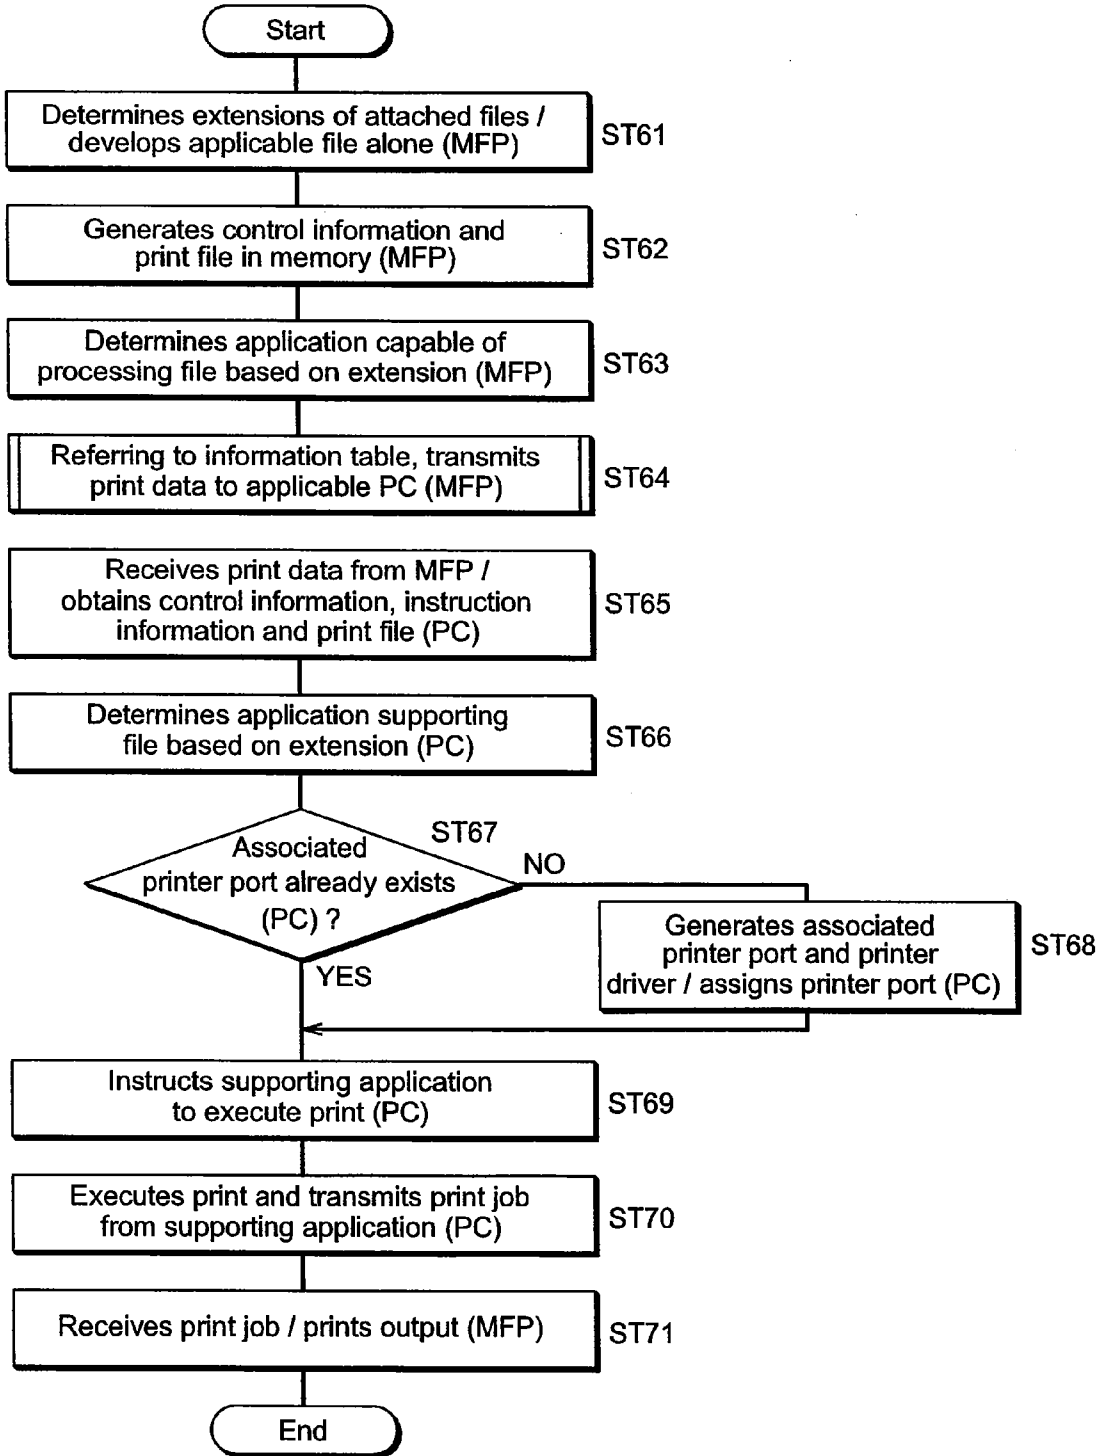 Start
Determines extensions of attached files /
develops applicable file alone (MFP)
ST61
Generates control information and
print file in memory (MFP)
ST62
Determines application capable of
processing file based on extension (MFP)
ST63
Referring to information table, transmits
print data to applicable PC (MFP)
ST64
Receives print data from MFP /
obtains control information, instruction
information and print file (PC)
ST65
Determines application supporting
file based on extension (PC)
ST66
ST67
Associated
printer port already exists
(PC) ?
NO
YES
Generates associated
printer port and printer
driver / assigns printer port (PC)
ST68
Instructs supporting application
to execute print (PC)
ST69
Executes print and transmits print job
from supporting application (PC)
ST70
Receives print job / prints output (MFP)
ST71
End